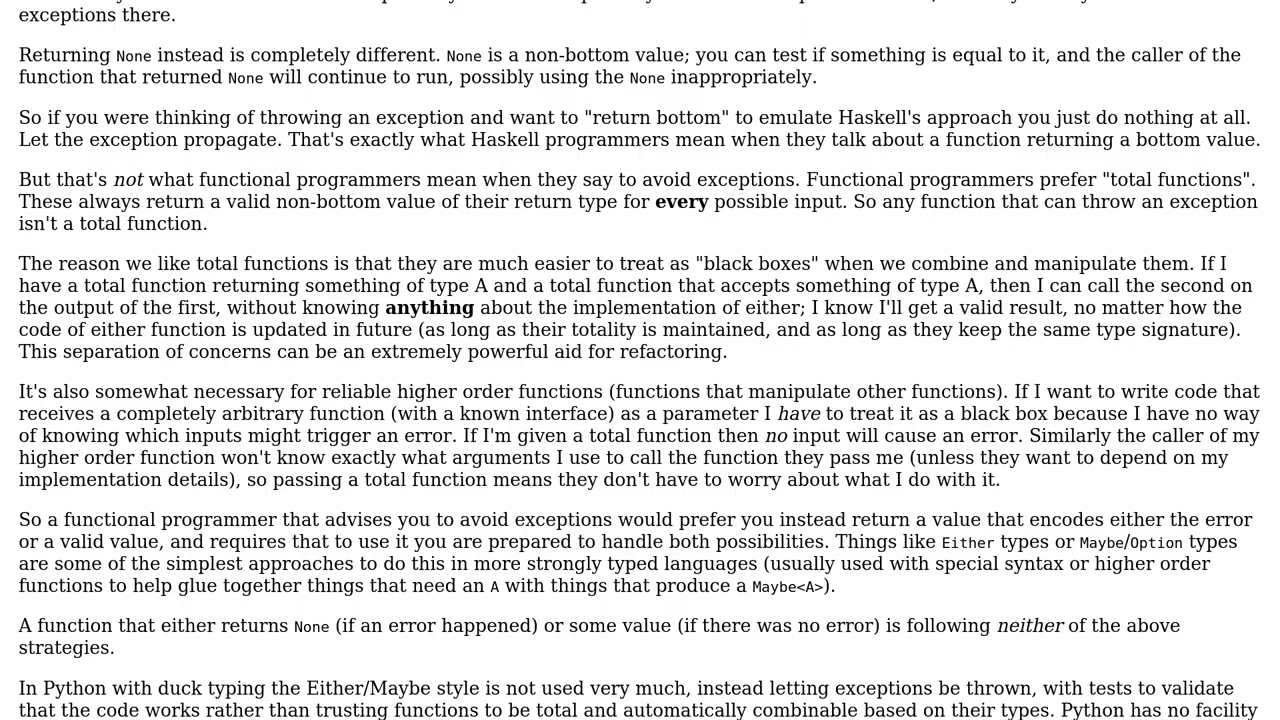 exceptions there.
Returning None instead is completely different. None is a non-bottom value; you can test if something is equal to it, and the caller of the
function that returned None will continue to run, possibly using the None inappropriately.
So if you were thinking of throwing an exception and want to "return bottom" to emulate Haskell's approach you just do nothing at all.
Let the exception propagate. That's exactly what Haskell programmers mean when they talk about a function returning a bottom value.
But that's not what functional programmers mean when they say to avoid exceptions. Functional programmers prefer "total functions".
These always return a valid non-bottom value of their return type for every possible input. So any function that can throw an exception
isn't a total function.
The reason we like total functions is that they are much easier to treat as "black boxes" when we combine and manipulate them. If I
have a total function returning something of type A and a total function that accepts something of type A, then I can call the second on
the output of the first, without knowing anything about the implementation of either; I know I'll get a valid result, no matter how the
code of either function is updated in future (as long as their totality is maintained, and as long as they keep the same type signature).
This separation of concerns can be an extremely powerful aid for refactoring.
It's also somewhat necessary for reliable higher order functions (functions that manipulate other functions). If I want to write code that
receives a completely arbitrary function (with a known interface) as a parameter I have to treat it as a black box because I have no way
of knowing which inputs might trigger an error. If I'm given a total function then no input will cause an error. Similarly the caller of my
higher order function won't know exactly what arguments I use to call the function they pass me (unless they want to depend on my
implementation details), so passing a total function means they don't have to worry about what I do with it.
So a functional programmer that advises you to avoid exceptions would prefer you instead return a value that encodes either the error
or a valid value, and requires that to use it you are prepared to handle both possibilities. Things like Either types or Maybe/Option types
are some of the simplest approaches to do this in more strongly typed languages (usually used with special syntax or higher order
functions to help glue together things that need an A with things that produce a Maybe<A>).
A function that either returns None (if an error happened) or some value (if there was no error) is following neither of the above
strategies.
In Python with duck typing the Either/Maybe style is not used very much, instead letting exceptions be thrown, with tests to validate
that the code works rather than trusting functions to be total and automatically combinable based on their types. Python has no facility